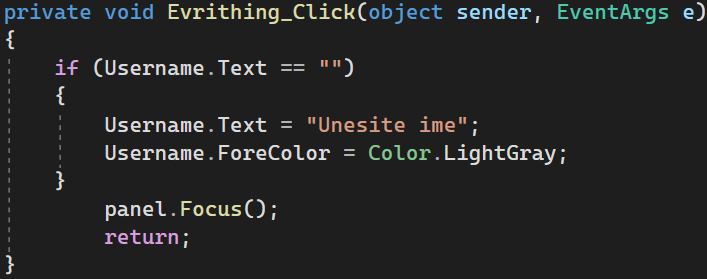 private void Evrithing_Click(object sender, EventArgs e)
{
    if (Username.Text == "")
    {
        Username.Text = "Unesite ime";
        Username.ForeColor = Color.LightGray;
    }
        panel.Focus();
        return;
}